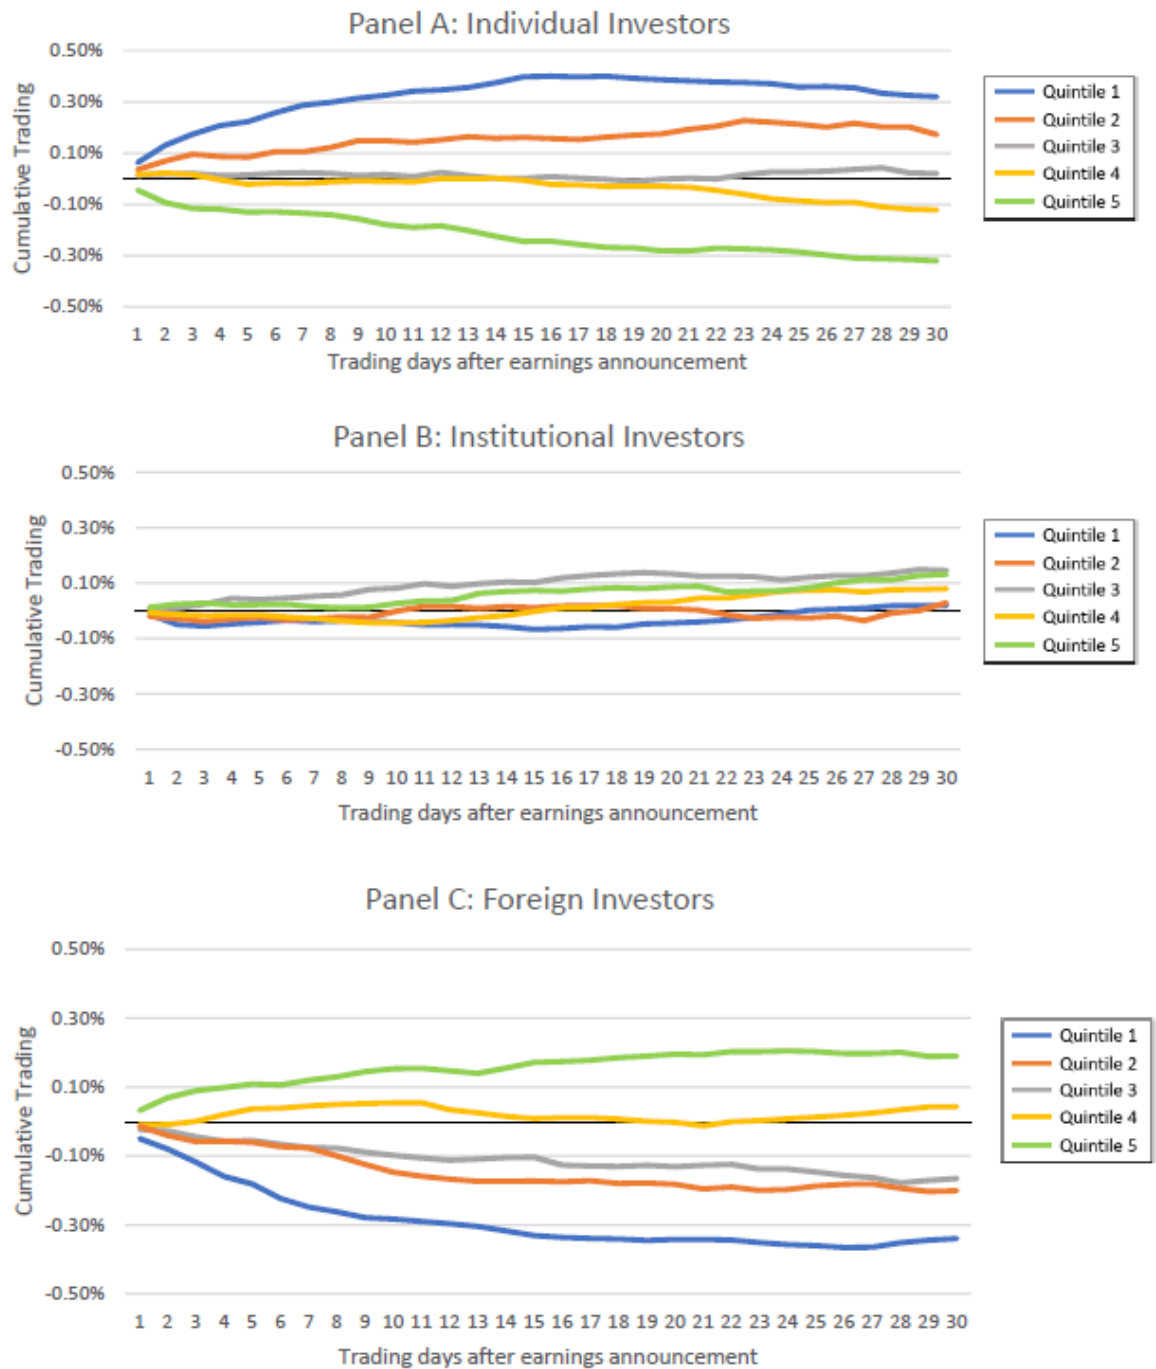 Panel A: Individual Investors
0.50%
0.30%
0.10%
-0.10%
-0.30%
-0.50%
Cumulative Trading
1 2 3 4 5 6 7 8 9 10 11 12 13 14 15 16 17 18 19 20 21 22 23 24 25 26 27 28 29 30
Trading days after earnings announcement
Quintile 1
Quintile 2
Quintile 3
Quintile 4
Quintile 5
Panel B: Institutional Investors
0.50%
0.30%
0.10%
-0.10%
-0.30%
-0.50%
Cumulative Trading
1 2 3 4 5 6 7 8 9 10 11 12 13 14 15 16 17 18 19 20 21 22 23 24 25 26 27 28 29 30
Trading days after earnings announcement
Quintile 1
Quintile 2
Quintile 3
Quintile 4
Quintile 5
Panel C: Foreign Investors
0.50%
0.30%
0.10%
-0.10%
-0.30%
-0.50%
Cumulative Trading
1 2 3 4 5 6 7 8 9 10 11 12 13 14 15 16 17 18 19 20 21 22 23 24 25 26 27 28 29 30
Trading days after earnings announcement
Quintile 1
Quintile 2
Quintile 3
Quintile 4
Quintile 5